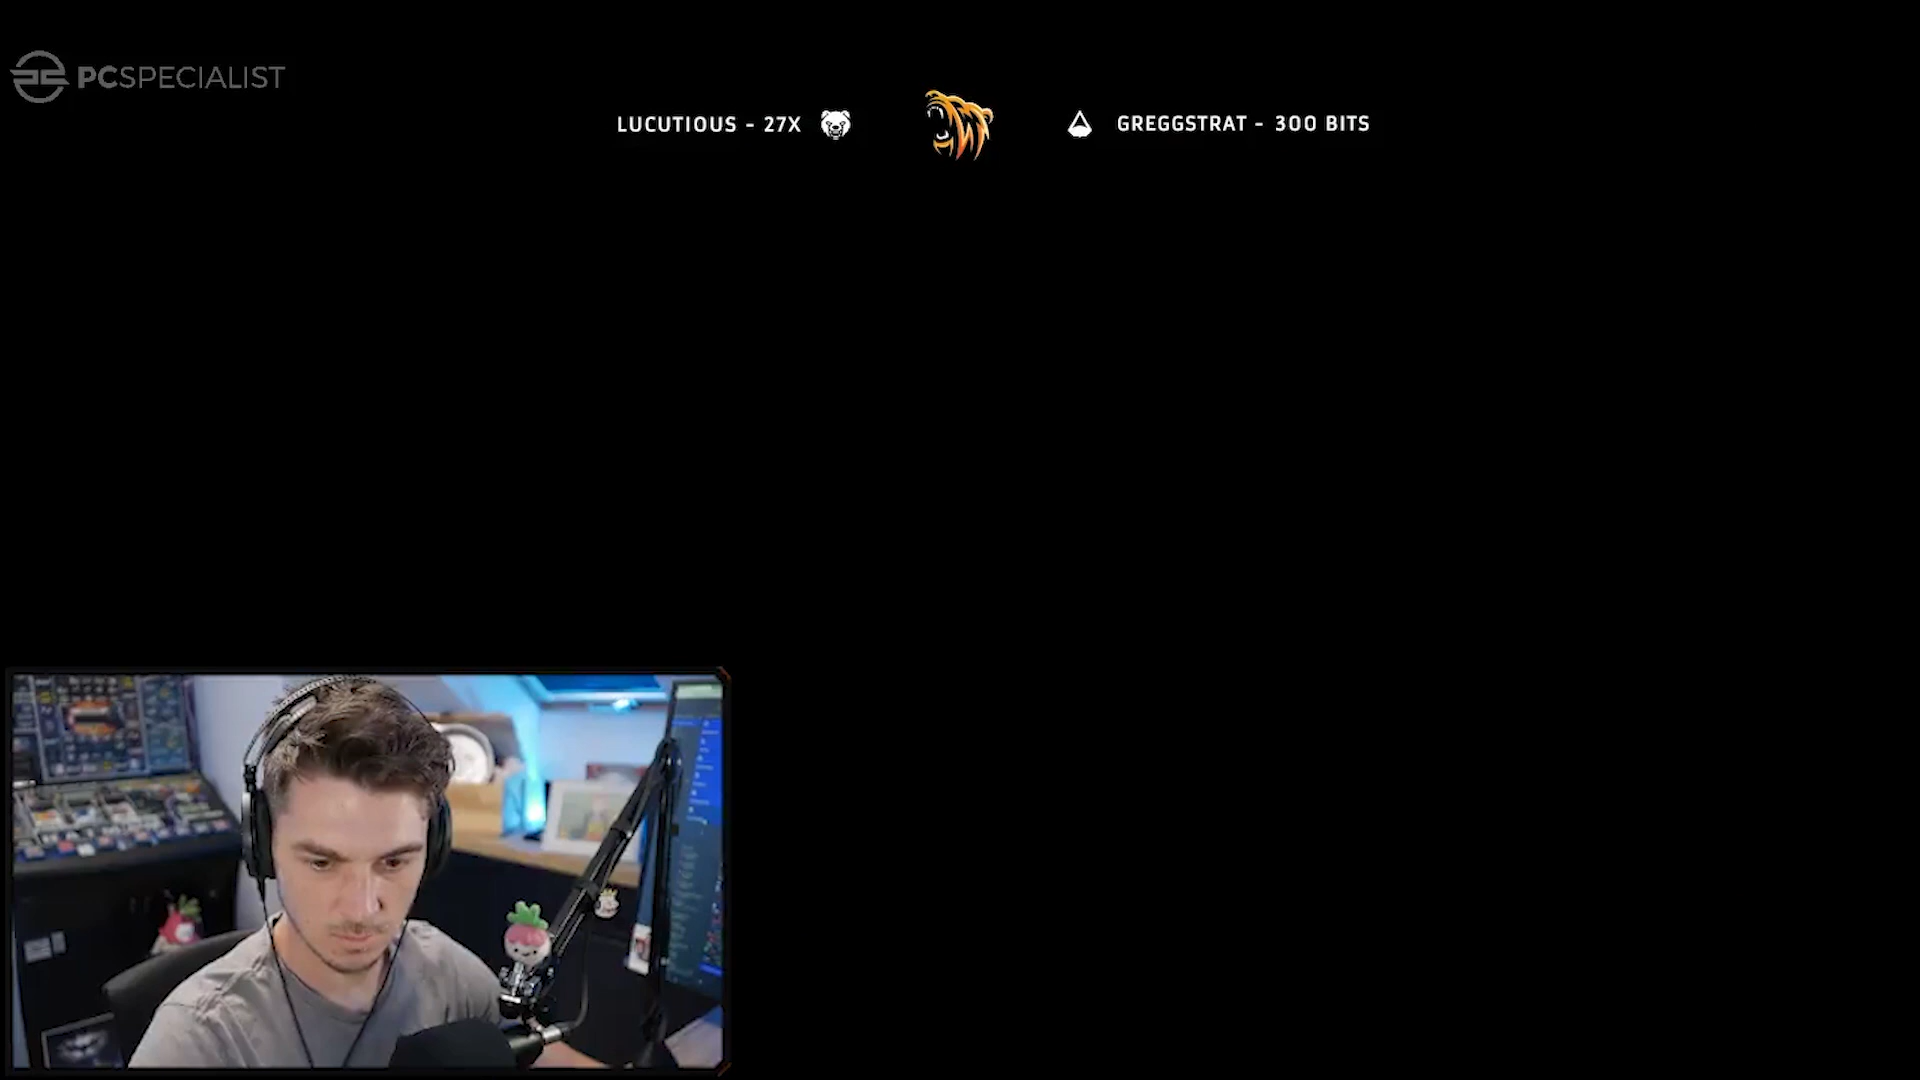 PCSPECIALIST
LUCUTIOUS - 27X
GREGGSTRAT - 300 BITS